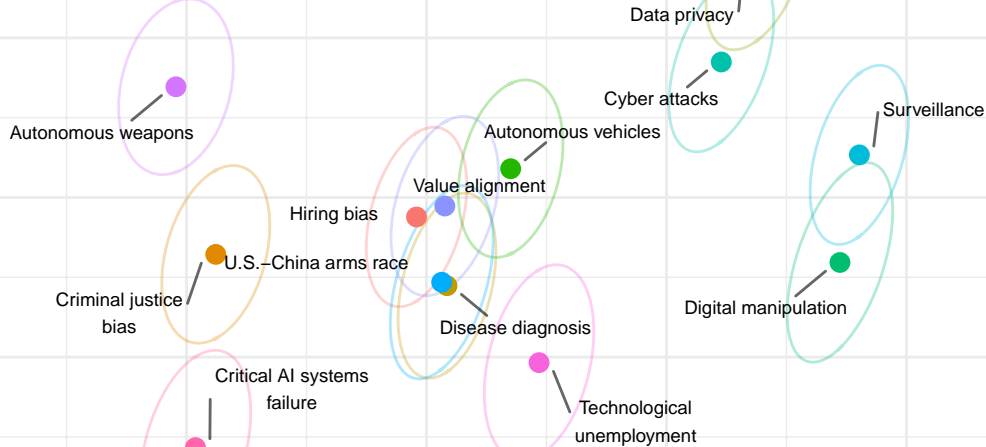 Data privacy
Cyber attacks
Surveillance
Autonomous weapons
Autonomous vehicles
Value alignment
Hiring bias
U.S.–China arms race
Criminal justice
bias
Digital manipulation
Disease diagnosis
Critical AI systems
failure
Technological
unemployment